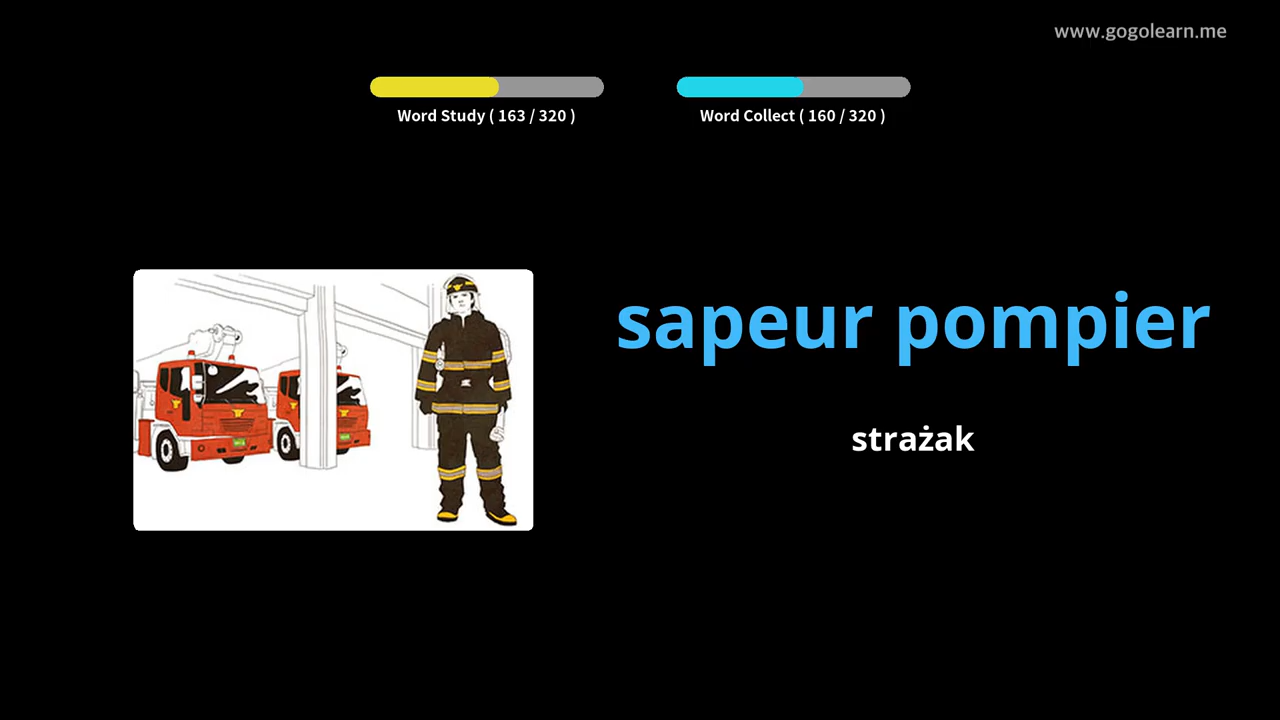 www.gogolearn.me
Word Study ( 163 / 320 )
Word Collect ( 160 / 320 )
sapeur pompier
strażak